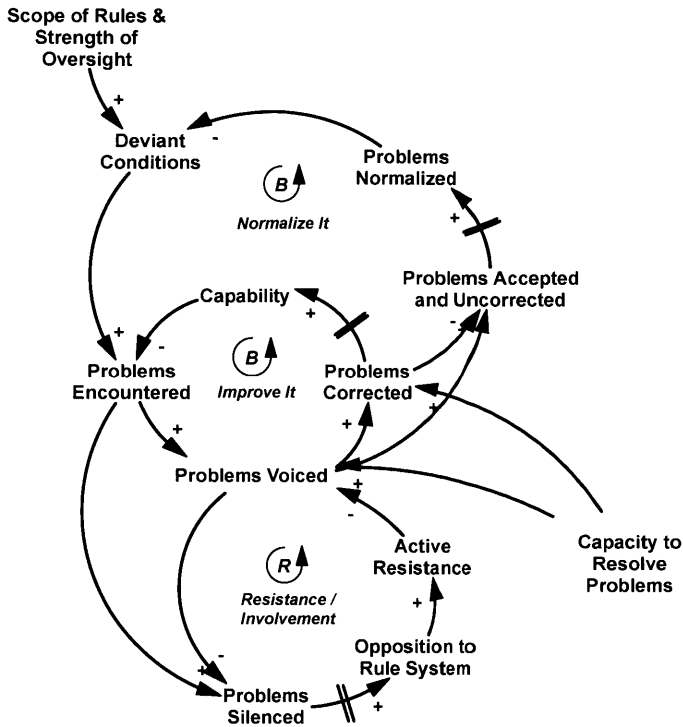 Scope of Rules &
Strength of
Oversight
+
-
Deviant
Conditions
Problems
Normalized
B
Normalize It
+
Problems Accepted
and Uncorrected
Capability
+
-
+
-
B
Improve It
Problems
Encountered
Problems
Corrected
+
+
+
Problems Voiced
+
-
Active
Resistance
Capacity to
Resolve
Problems
R
Resistance /
Involvement
+
Opposition to
Rule System
-
+
Problems
Silenced
+